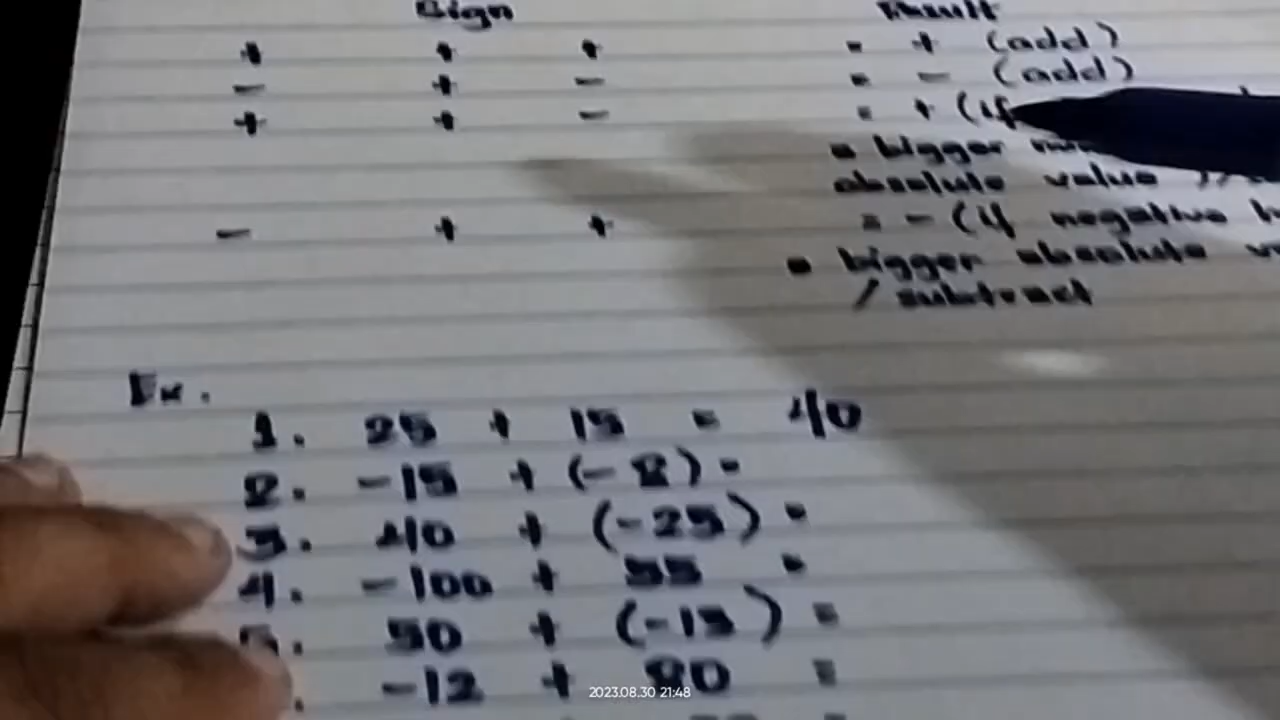 Sign Result
+ + + = + (add)
- + - = - (add)
+ + - = + (if
= bigger
absolute value /
- + + = - (if negative
• bigger absolute
/ subtract
Ex.
1. 25 + 15 = 40
2. -15 + (-8) =
3. 40 + (-25) =
4. -100 + 55 =
5. 50 + (-15) =
-12 + 80 =
2023.08.30 21:48